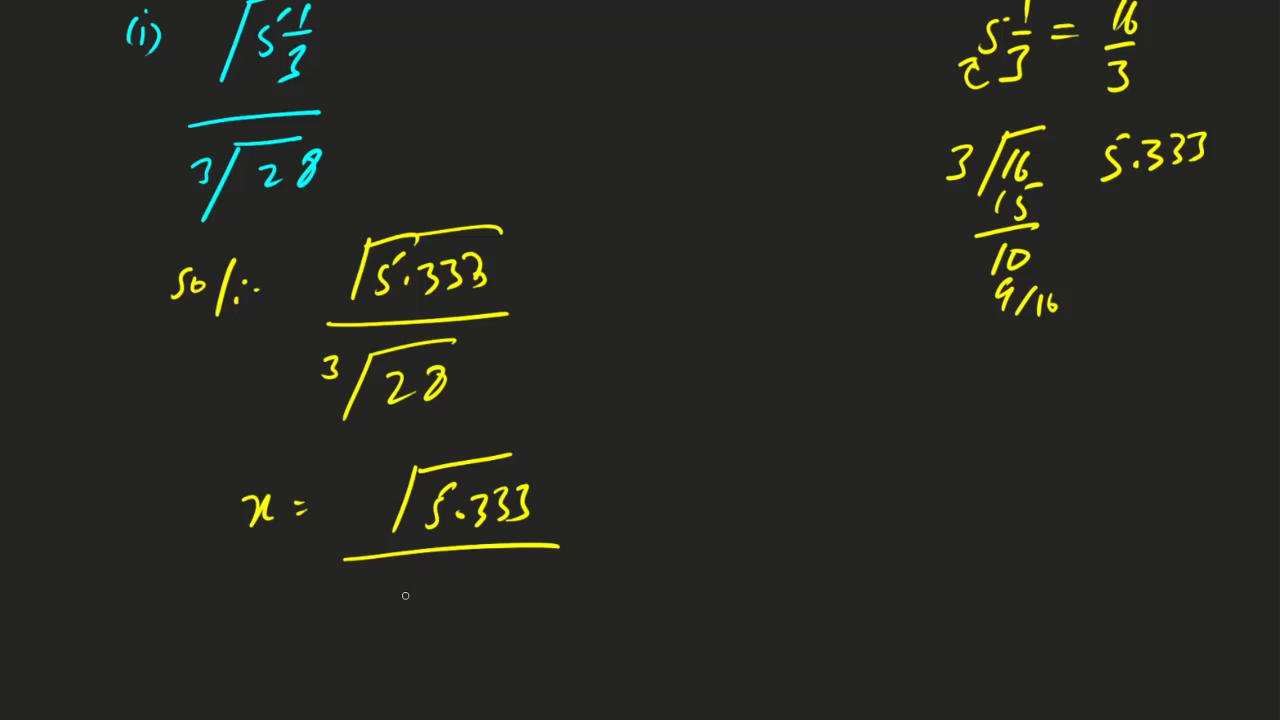 (i) √5 1/3
3√28
sol:-
√5.333
3√28
x = √5.333
5 1/3 = 16/3
3√16 5.333
15
10
9/10